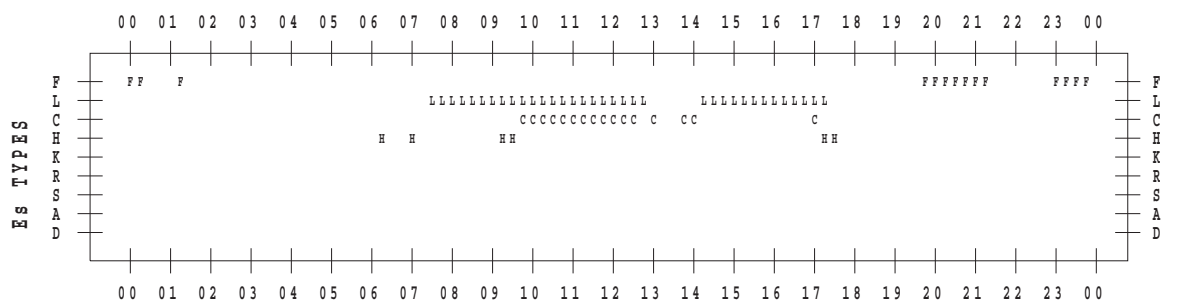 00 01 02 03 04 05 06 07 08 09 10 11 12 13 14 15 16 17 18 19 20 21 22 23 00
F FF F FFFFFFF FFFF F
L LLLLLLLLLLLLLLLLLLLLLL LLLLLLLLLLLLL L
C CCCCCCCCCCCC C CC C C
H H H HH HH H
K K
R R
S S
A A
D D
Es TYPES
00 01 02 03 04 05 06 07 08 09 10 11 12 13 14 15 16 17 18 19 20 21 22 23 00